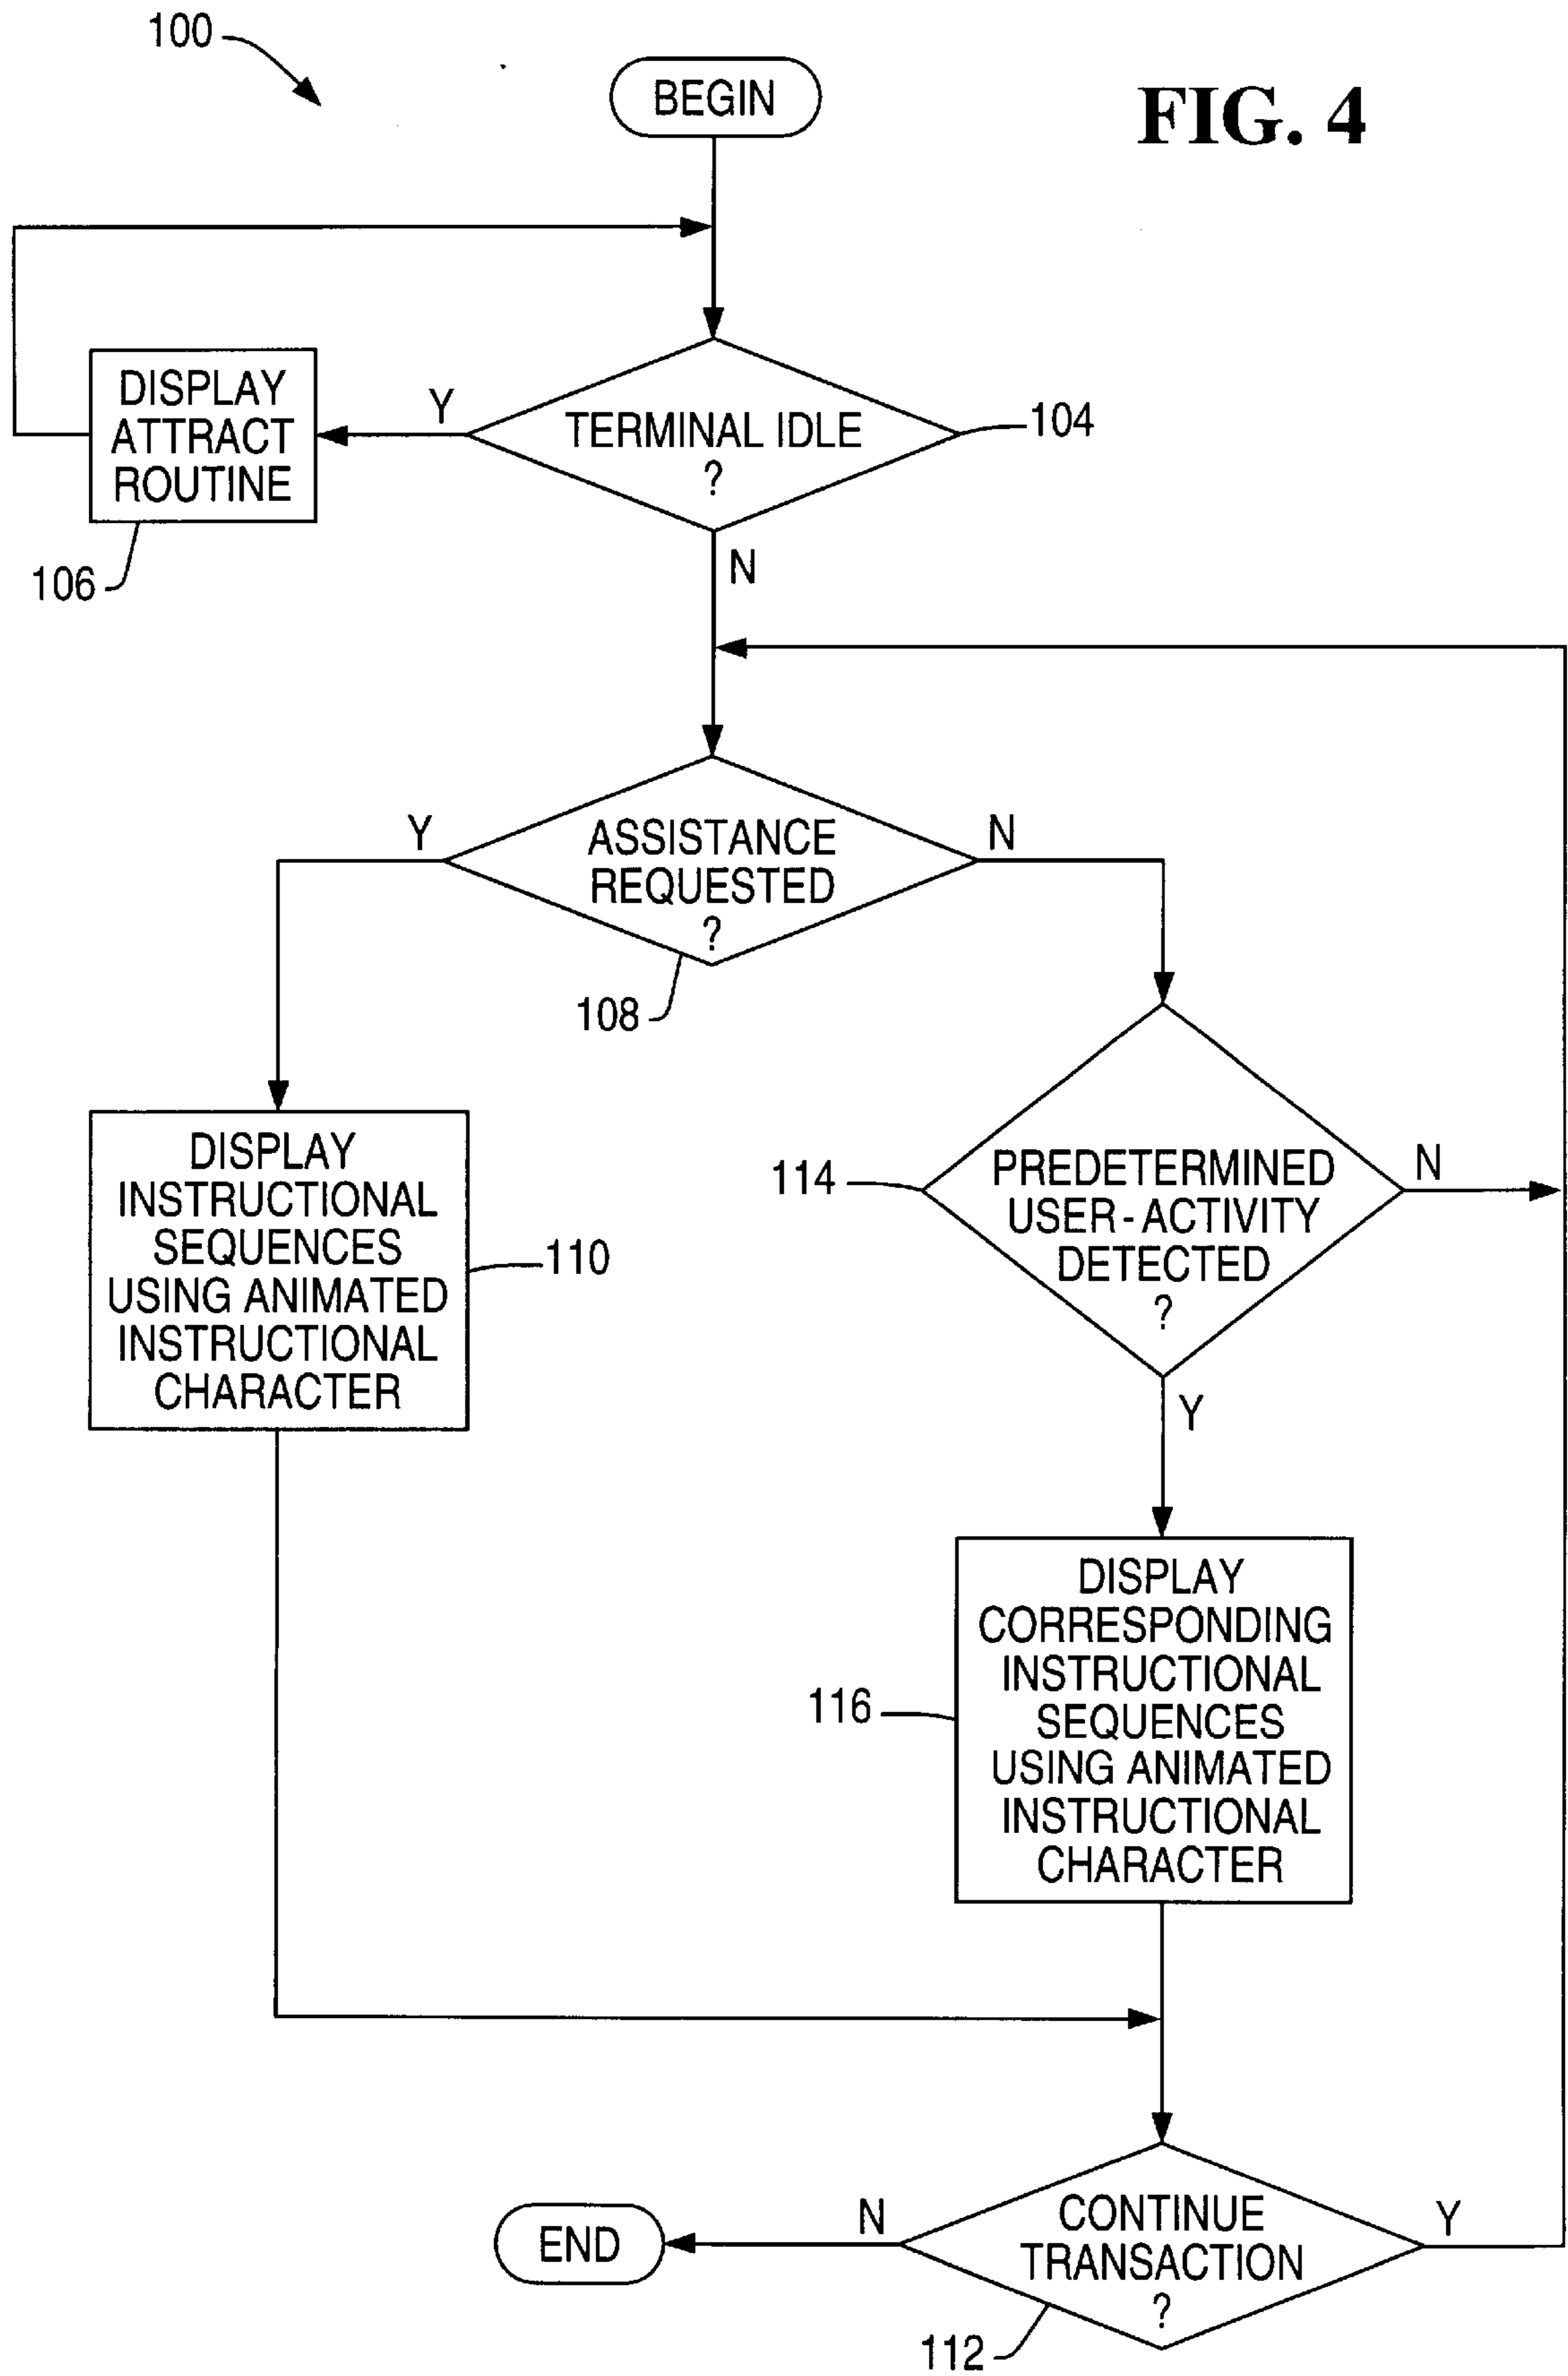 100
BEGIN
FIG. 4
DISPLAY
ATTRACT
ROUTINE
Y
TERMINAL IDLE
?
104
106
N
Y
ASSISTANCE
REQUESTED
?
N
108
DISPLAY
INSTRUCTIONAL
SEQUENCES
USING ANIMATED
INSTRUCTIONAL
CHARACTER
110
114
PREDETERMINED
USER-ACTIVITY
DETECTED
?
N
Y
DISPLAY
CORRESPONDING
INSTRUCTIONAL
SEQUENCES
USING ANIMATED
INSTRUCTIONAL
CHARACTER
116
END
N
CONTINUE
TRANSACTION
?
Y
112